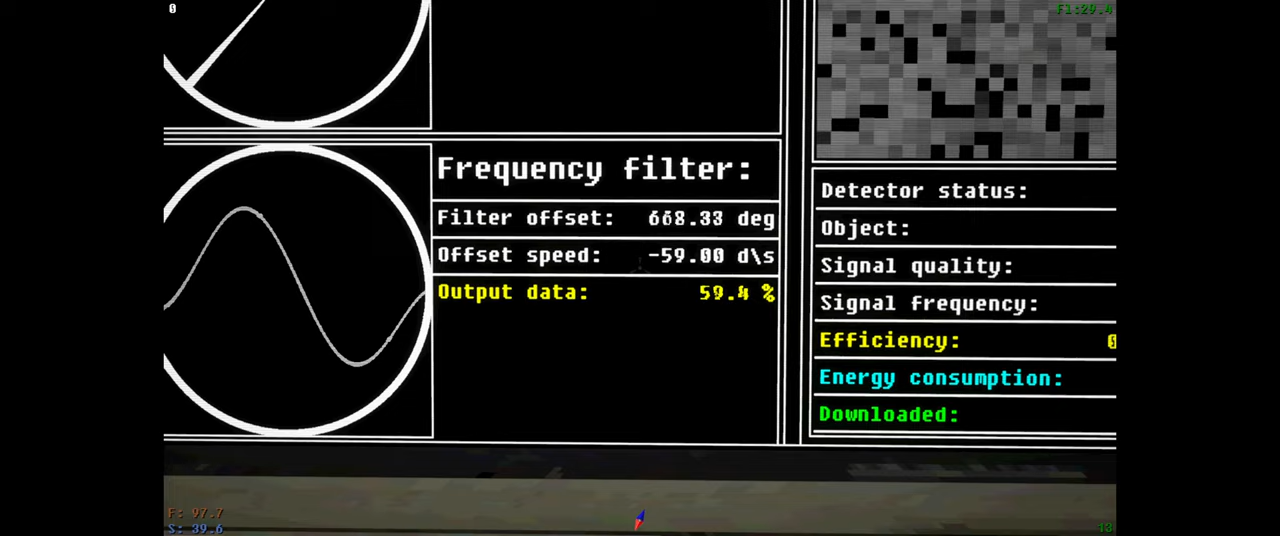 0
F1:29.4
Frequency filter:
Filter offset: 668.33 deg
Offset speed: -59.00 d\s
Output data: 59.4 %
Detector status:
Object:
Signal quality:
Signal frequency:
Efficiency: 0
Energy consumption:
Downloaded:
F: 97.7
S: 39.6
13